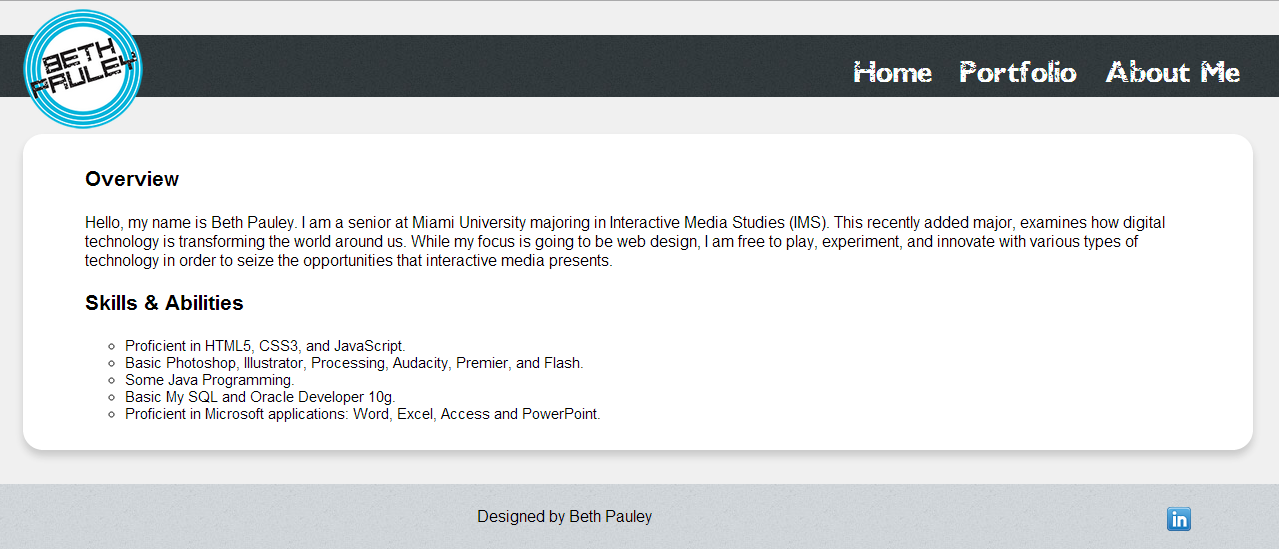 BETH
PAULEY
Home Portfolio About Me
Overview
Hello, my name is Beth Pauley. I am a senior at Miami University majoring in Interactive Media Studies (IMS). This recently added major, examines how digital
technology is transforming the world around us. While my focus is going to be web design, I am free to play, experiment, and innovate with various types of
technology in order to seize the opportunities that interactive media presents.
Skills & Abilities
Proficient in HTML5, CSS3, and JavaScript.
Basic Photoshop, Illustrator, Processing, Audacity, Premier, and Flash.
Some Java Programming.
Basic My SQL and Oracle Developer 10g.
Proficient in Microsoft applications: Word, Excel, Access and PowerPoint.
Designed by Beth Pauley
in